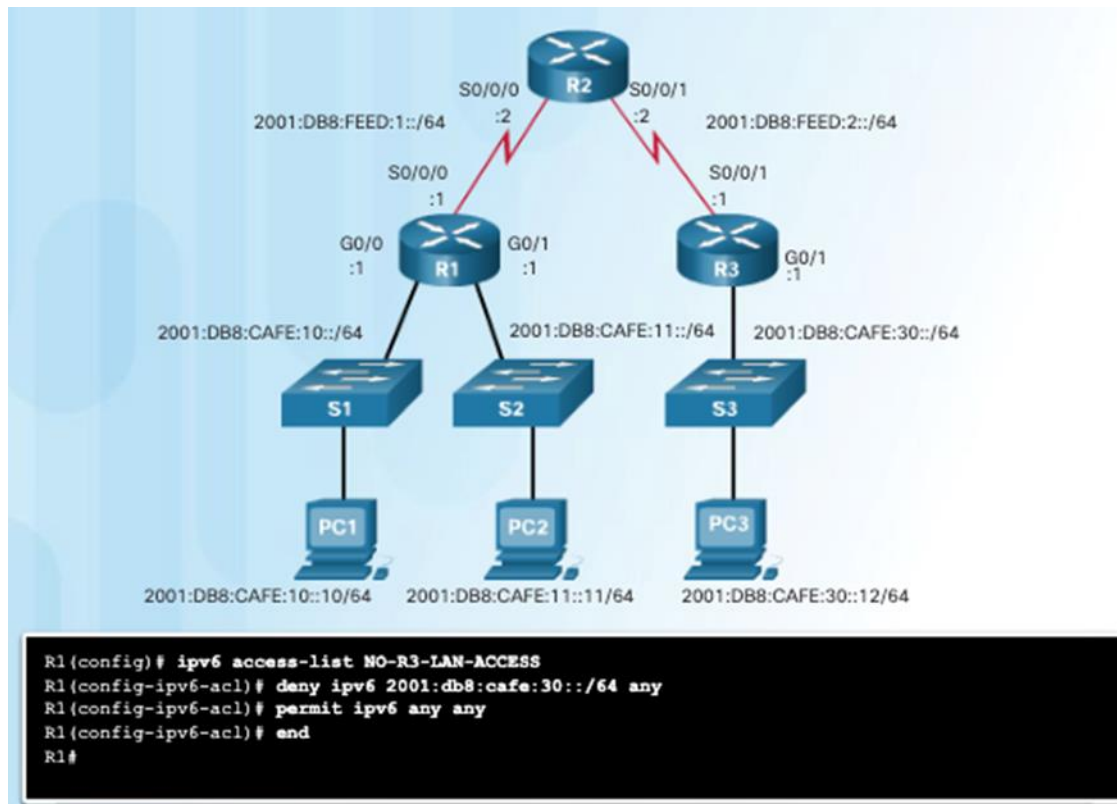 R2
S0/0/0
S0/0/1
:2
:2
2001:DB8:FEED:1::/64
2001:DB8:FEED:2::/64
S0/0/0
S0/0/1
:1
:1
G0/0
G0/1
G0/1
:1
R1
:1
R3
:1
2001:DB8:CAFE:10::/64
2001:DB8:CAFE:11::/64
2001:DB8:CAFE:30::/64
S1
S2
S3
PC1
PC2
PC3
2001:DB8:CAFE:10::10/64
2001:DB8:CAFE:11::11/64
2001:DB8:CAFE:30::12/64
R1(config)# ipv6 access-list NO-R3-LAN-ACCESS
R1(config-ipv6-acl)# deny ipv6 2001:db8:cafe:30::/64 any
R1(config-ipv6-acl)# permit ipv6 any any
R1(config-ipv6-acl)# end
R1#